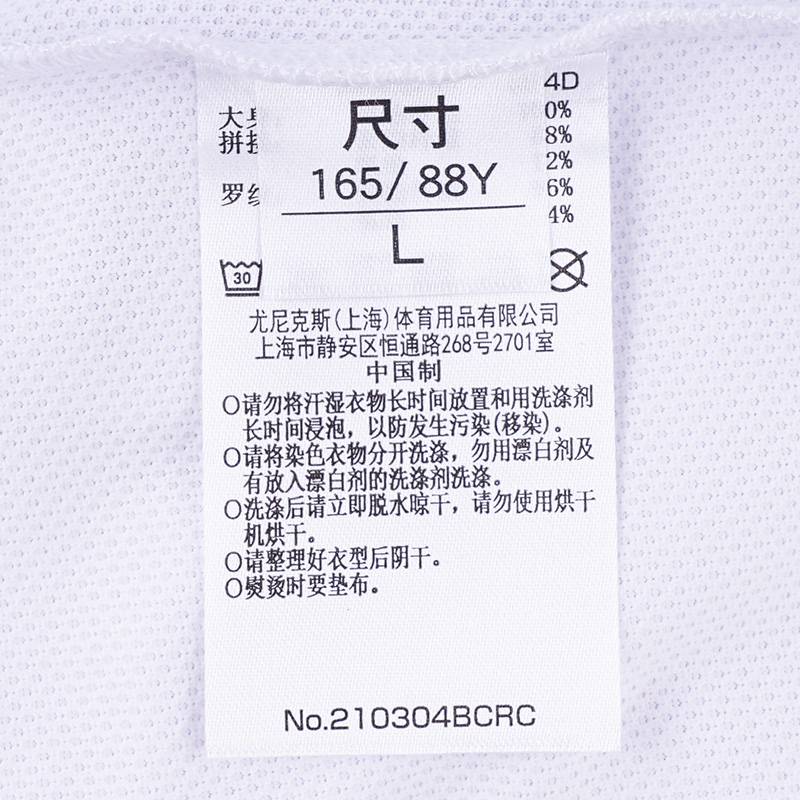 4D
大
0%
拼
8%
2%
罗
6%
4%
尺寸
165/88Y
L
30
尤尼克斯(上海)体育用品有限公司
上海市静安区恒通路268号2701室
中国制
○请勿将汗湿衣物长时间放置和用洗涤剂
长时间浸泡，以防发生污染(移染)。
○请将染色衣物分开洗涤，勿用漂白剂及
有放入漂白剂的洗涤剂洗涤。
○洗涤后请立即脱水晾干，请勿使用烘干
机烘干。
○请整理好衣型后阴干。
○熨烫时要垫布。
No.210304BCRC